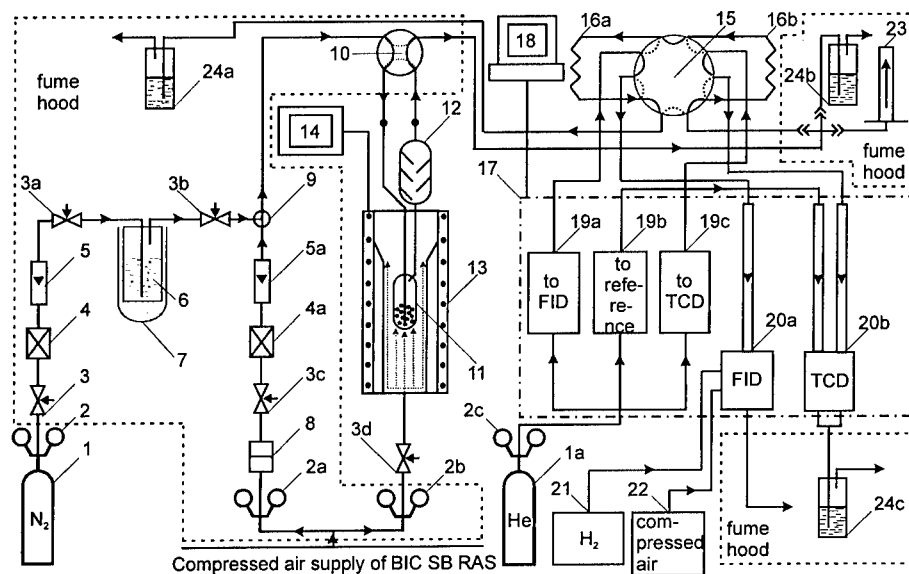 16a
15
16b
23
18
10
24a
24b
fume
hood
12
14
fume
hood
17
3a
3b
9
19a
19b
19c
5
5a
13
to
FID
to
refe-
rence
to
TCD
6
4
4a
7
20a
20b
11
3
3c
FID
TCD
2
2c
3d
8
1
2a
2b
1a
21
22
24c
N2
He
H2
com-
pressed
air
fume
hood
Compressed air supply of BIC SB RAS